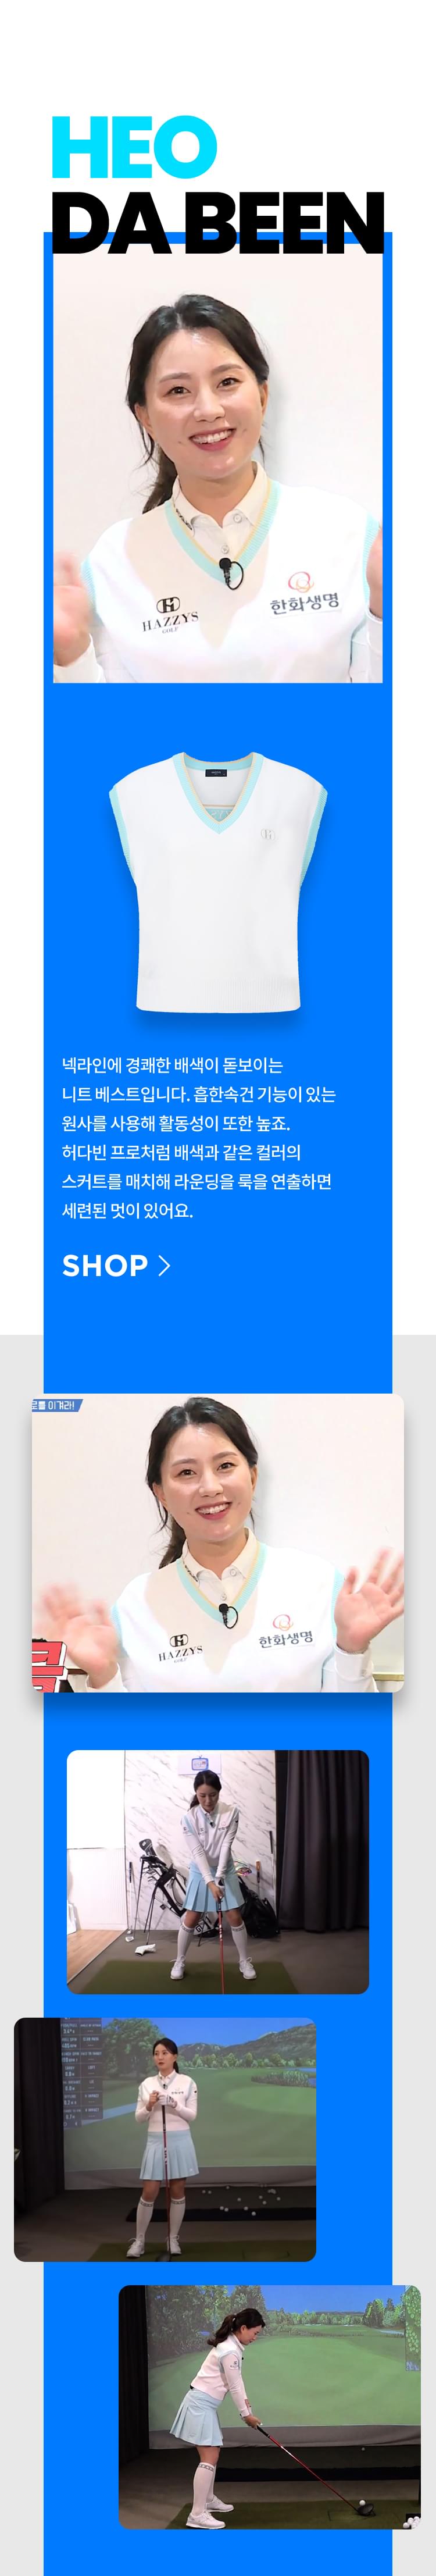 HEO
DA BEEN
HAZZYS
GOLF
한화생명
넥라인에 경쾌한 배색이 돋보이는
니트 베스트입니다. 흡한속건 기능이 있는
원사를 사용해 활동성이 또한 높죠.
허다빈 프로처럼 배색과 같은 컬러의
스커트를 매치해 라운딩을 룩을 연출하면
세련된 멋이 있어요.
SHOP >
로를 이겨라!
HAZZYS
GOLF
한화생명